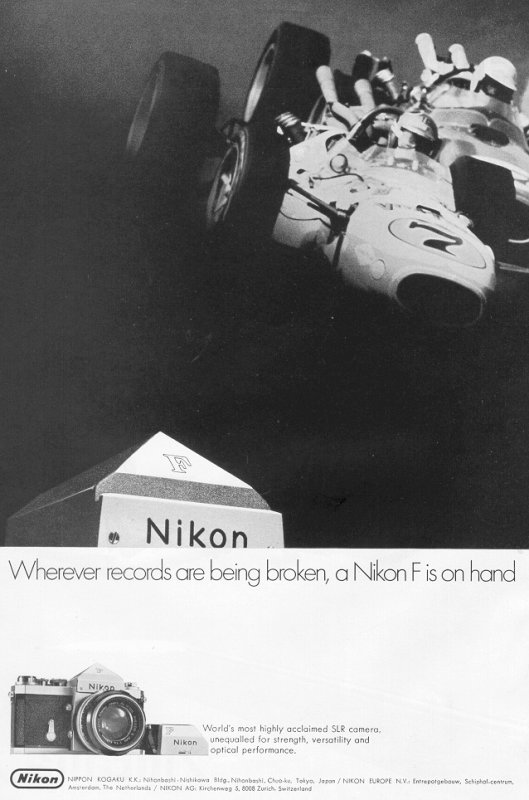 2
F
Nikon
Wherever records are being broken, a Nikon F is on hand
F
Nikon
F
Nikon
World's most highly acclaimed SLR camera,
unequalled for strength, versatility and
optical performance.
Nikon
NIPPON KOGAKU K.K.: Nihonbashi-Nishikawa Bldg., Nihonbashi, Chuo-ku, Tokyo, Japan / NIKON EUROPE N.V.: Entrepotgebouw, Schiphol-centrum,
Amsterdam, The Netherlands / NIKON AG: Kirchenweg 5, 8008 Zurich, Switzerland